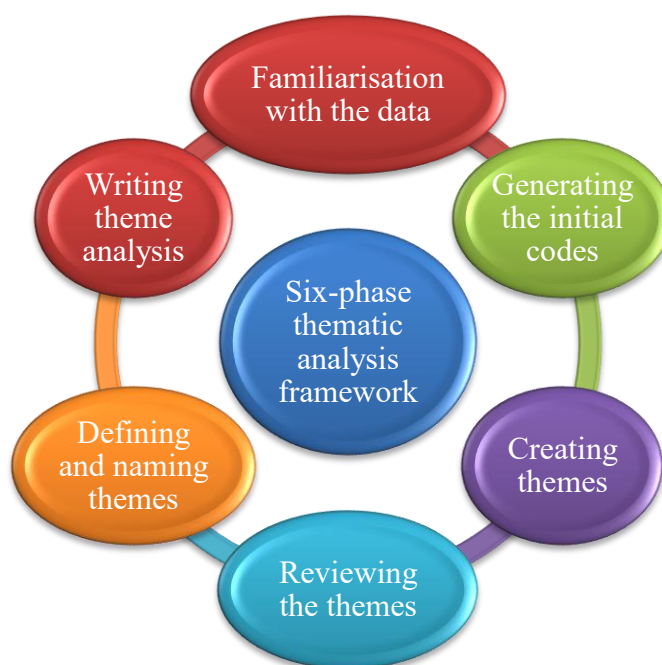 Familiarisation
with the data
Generating
the initial
codes
Creating
themes
Reviewing
the themes
Defining
and naming
themes
Writing
theme
analysis
Six-phase
thematic
analysis
framework